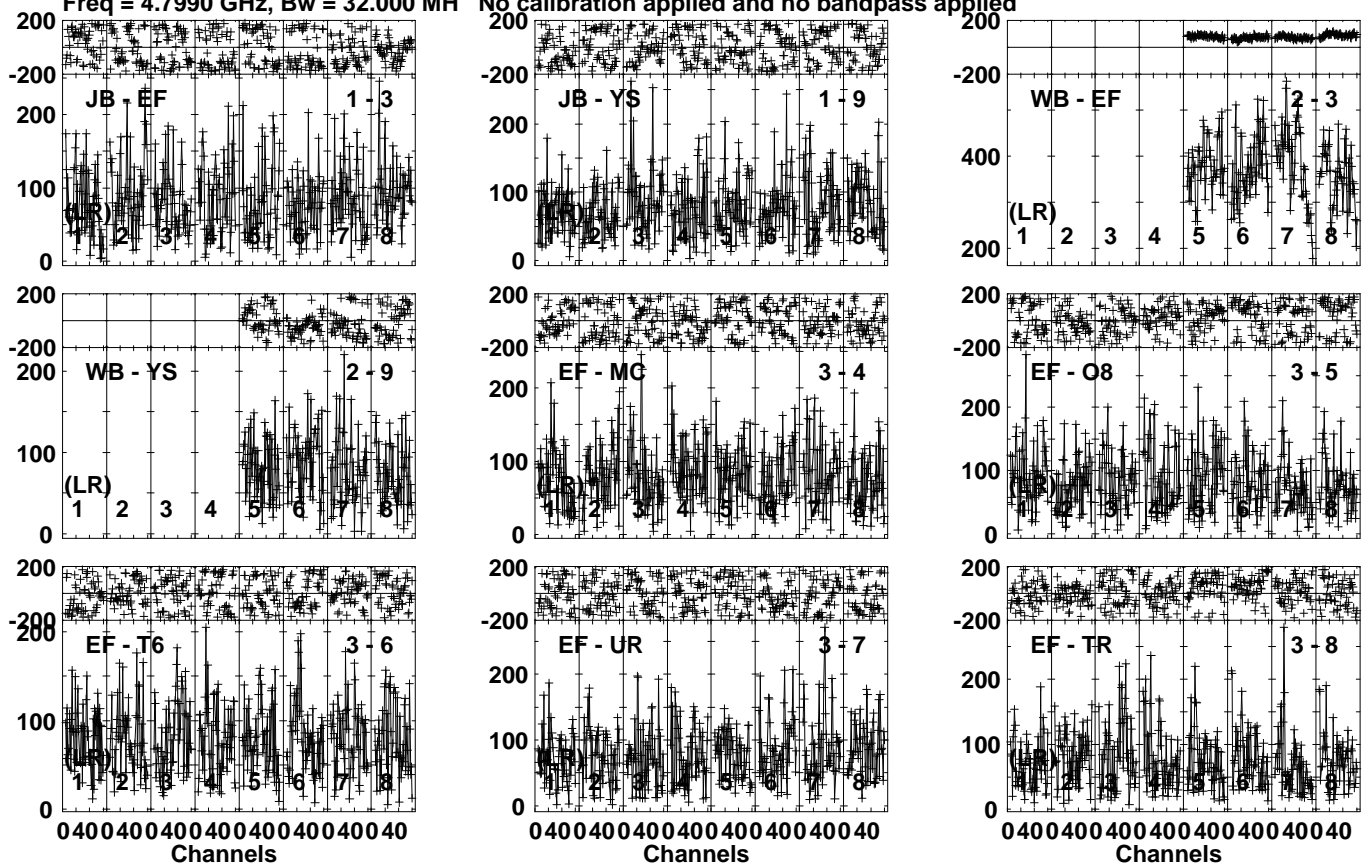 Freq = 4.7990 GHz, Bw = 32.000 MH No calibration applied and no bandpass applied
200
-200
JB - EF 1 - 3
200
100
0
(LR)
1 2 3 4 5 6 7 8
200
-200
JB - YS 1 - 9
200
100
0
(LR)
1 2 3 4 5 6 7 8
200
-200
WB - EF 2 - 3
400
200
(LR)
1 2 3 4 5 6 7 8
200
-200
WB - YS 2 - 9
200
100
0
(LR)
1 2 3 4 5 6 7 8
200
-200
EF - MC 3 - 4
200
100
0
(LR)
1 2 3 4 5 6 7 8
200
-200
EF - O8 3 - 5
200
100
0
(LR)
1 2 3 4 5 6 7 8
200
-200
EF - T6 3 - 6
200
100
0
(LR)
1 2 3 4 5 6 7 8
0 40 0 40 0 40 0 40 0 40 0 40 0 40 0 40
Channels
200
-200
EF - UR 3 - 7
200
100
0
(LR)
1 2 3 4 5 6 7 8
0 40 0 40 0 40 0 40 0 40 0 40 0 40 0 40
Channels
200
-200
EF - TR 3 - 8
200
100
0
(LR)
1 2 3 4 5 6 7 8
0 40 0 40 0 40 0 40 0 40 0 40 0 40 0 40
Channels